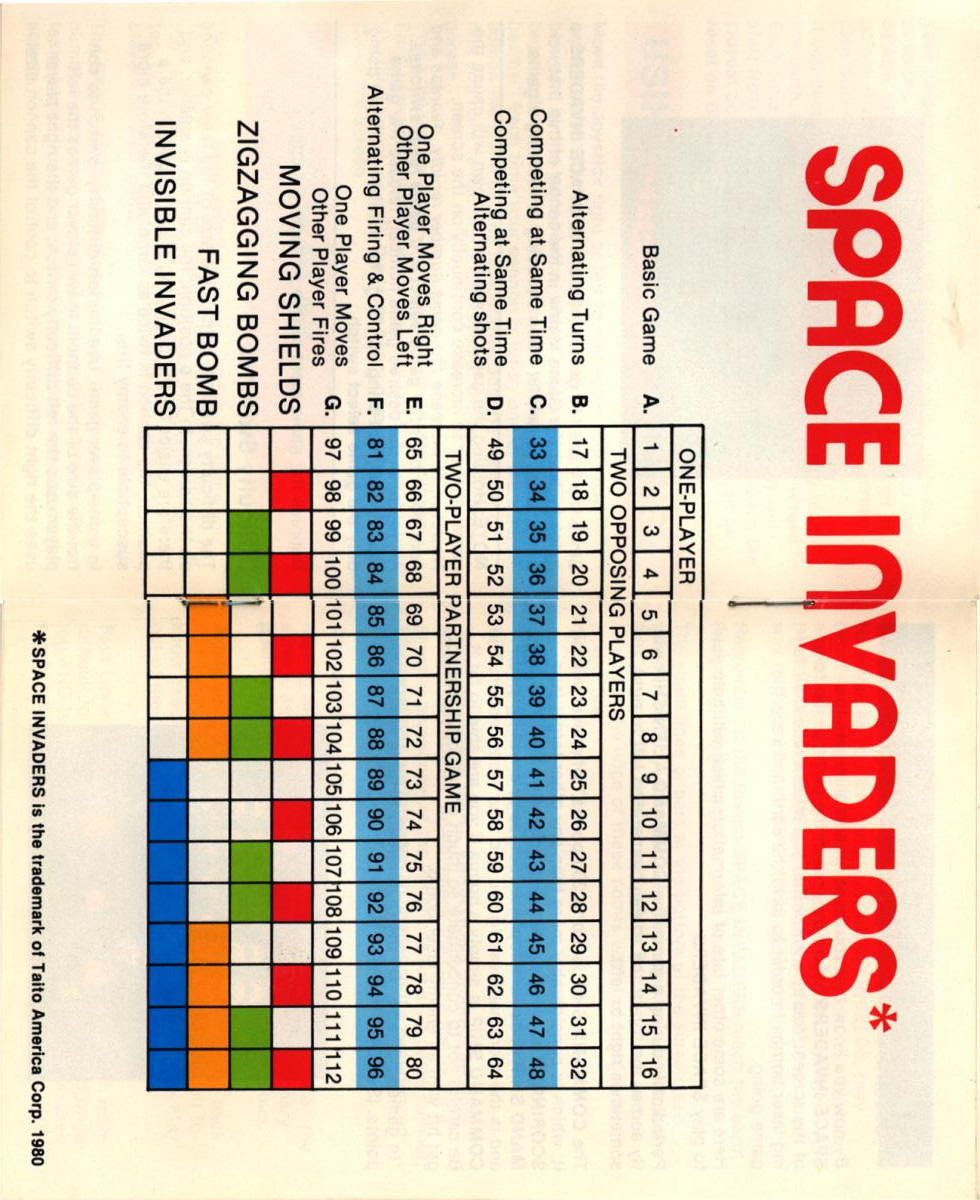 SPACE INVADERS*
ONE-PLAYER
Basic Game A. 1 2 3 4 5 6 7 8 9 10 11 12 13 14 15 16
TWO OPPOSING PLAYERS
Alternating Turns B. 17 18 19 20 21 22 23 24 25 26 27 28 29 30 31 32
Competing at Same Time C. 33 34 35 36 37 38 39 40 41 42 43 44 45 46 47 48
Competing at Same Time
Alternating shots D. 49 50 51 52 53 54 55 56 57 58 59 60 61 62 63 64
TWO-PLAYER PARTNERSHIP GAME
One Player Moves Right
Other Player Moves Left E. 65 66 67 68 69 70 71 72 73 74 75 76 77 78 79 80
Alternating Firing & Control F. 81 82 83 84 85 86 87 88 89 90 91 92 93 94 95 96
One Player Moves
Other Player Fires G. 97 98 99 100 101 102 103 104 105 106 107 108 109 110 111 112
MOVING SHIELDS
ZIGZAGGING BOMBS
FAST BOMB
INVISIBLE INVADERS
*SPACE INVADERS is the trademark of Taito America Corp. 1980